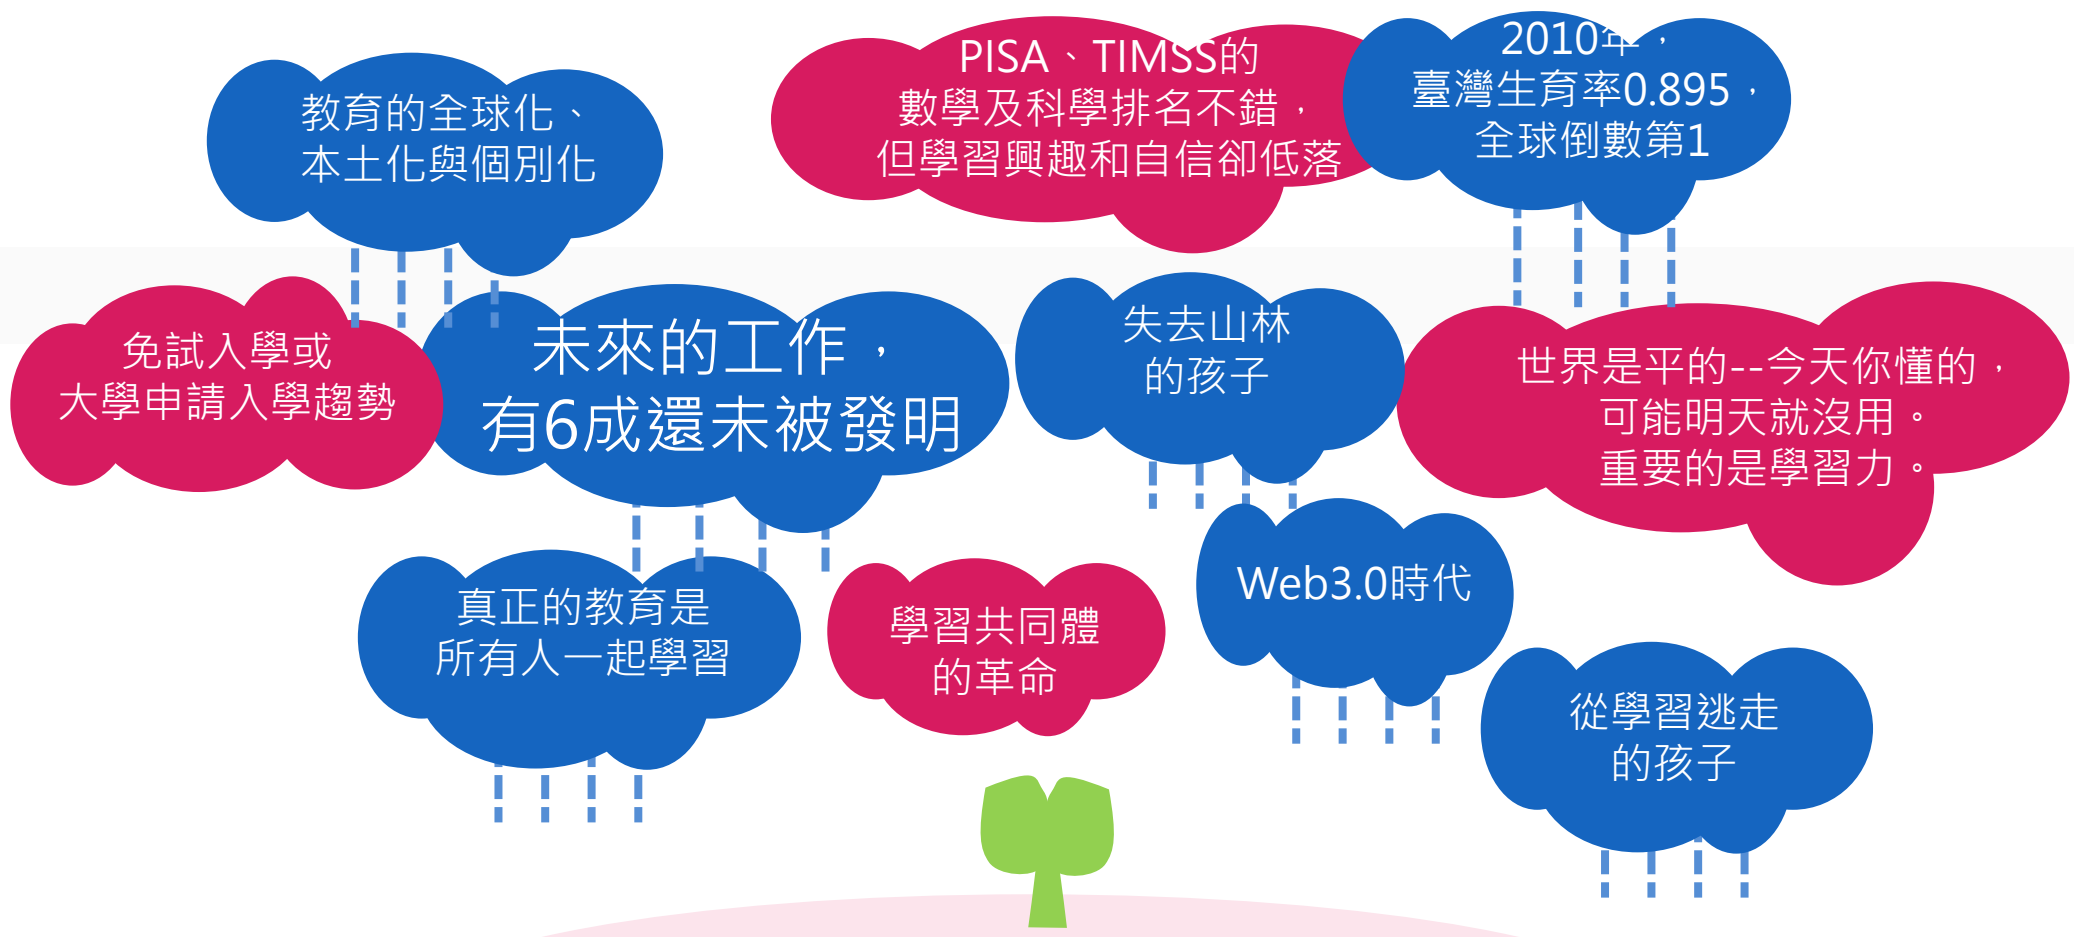 教育的全球化、
本土化與個別化
PISA、TIMSS的
數學及科學排名不錯，
但學習興趣和自信卻低落
2010年，
臺灣生育率0.895，
全球倒數第1
免試入學或
大學申請入學趨勢
未來的工作，
有6成還未被發明
失去山林
的孩子
世界是平的--今天你懂的，
可能明天就沒用。
重要的是學習力。
真正的教育是
所有人一起學習
學習共同體
的革命
Web3.0時代
從學習逃走
的孩子